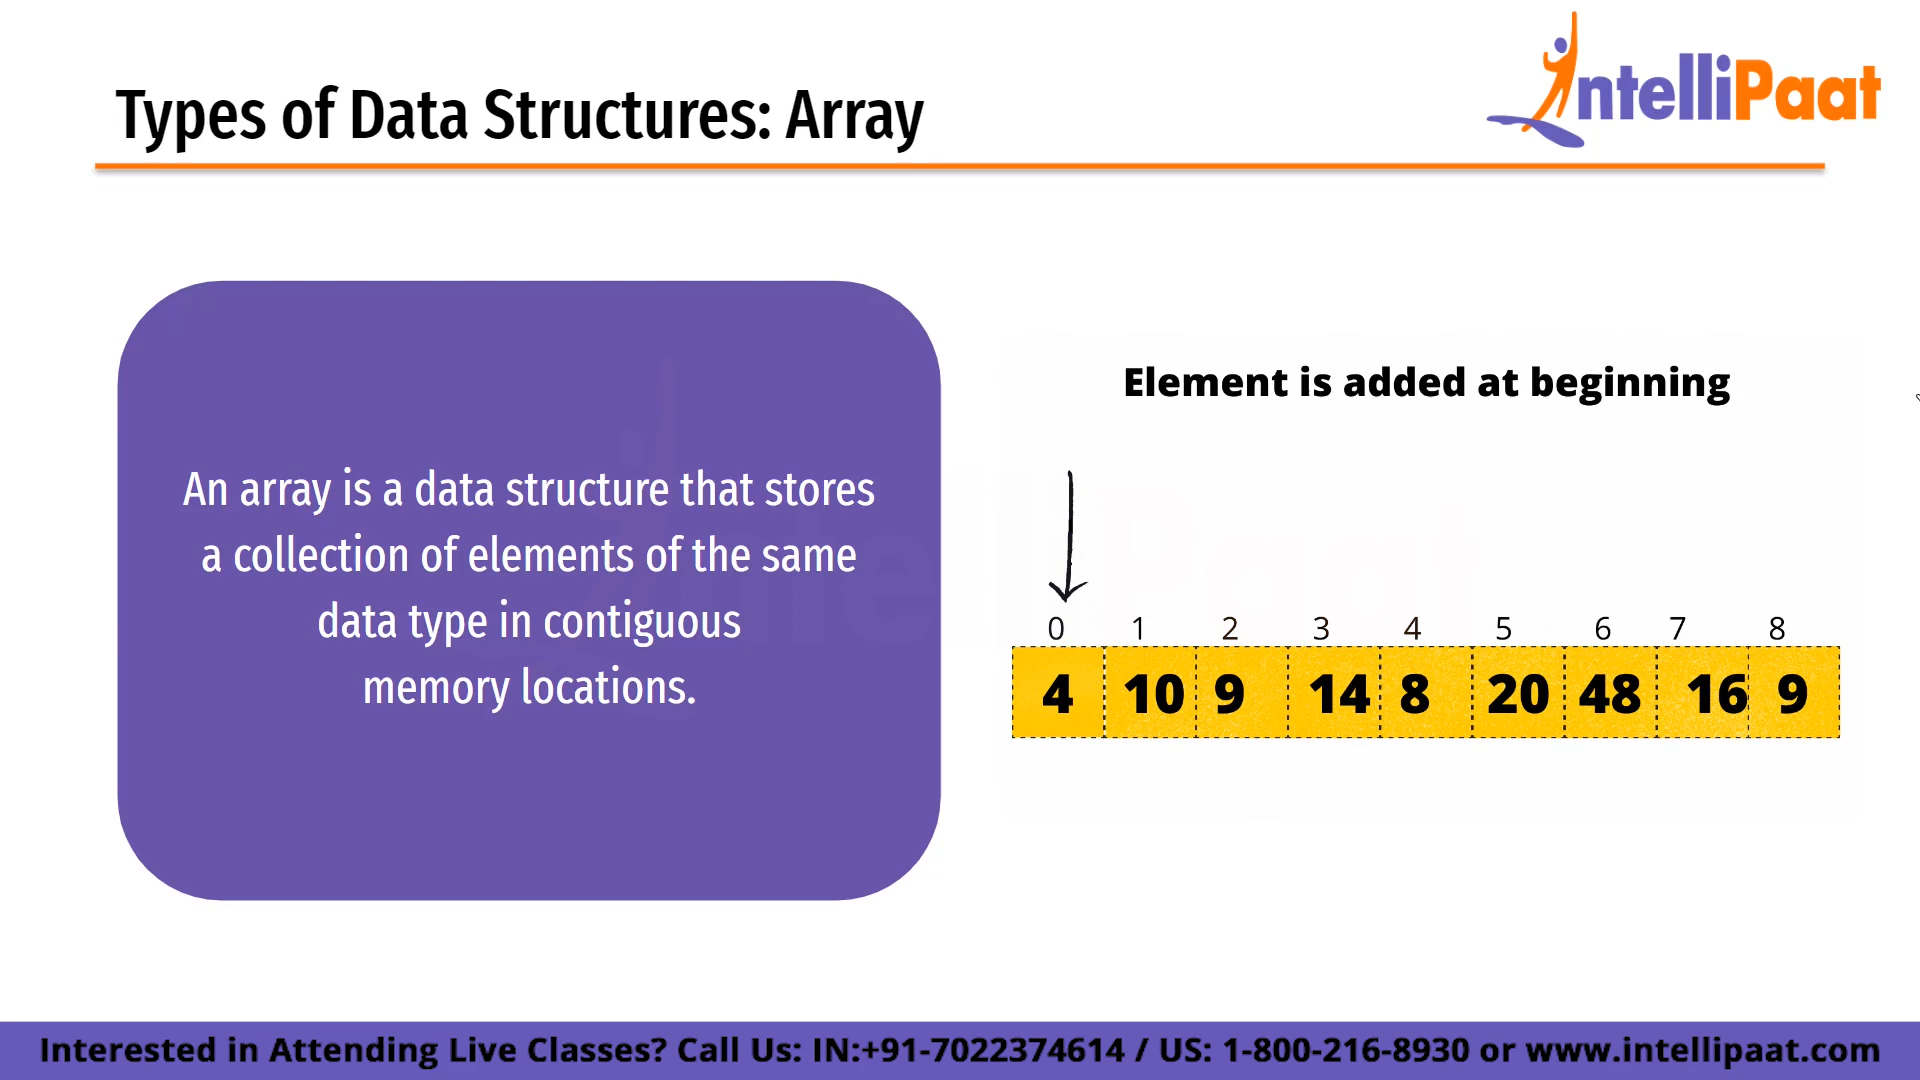 Types of Data Structures: Array
IntelliPaat
An array is a data structure that stores
a collection of elements of the same
data type in contiguous
memory locations.
Element is added at beginning
0 1 2 3 4 5 6 7 8
4 10 9 14 8 20 48 16 9
Interested in Attending Live Classes? Call Us: IN:+91-7022374614 / US: 1-800-216-8930 or www.intellipaat.com